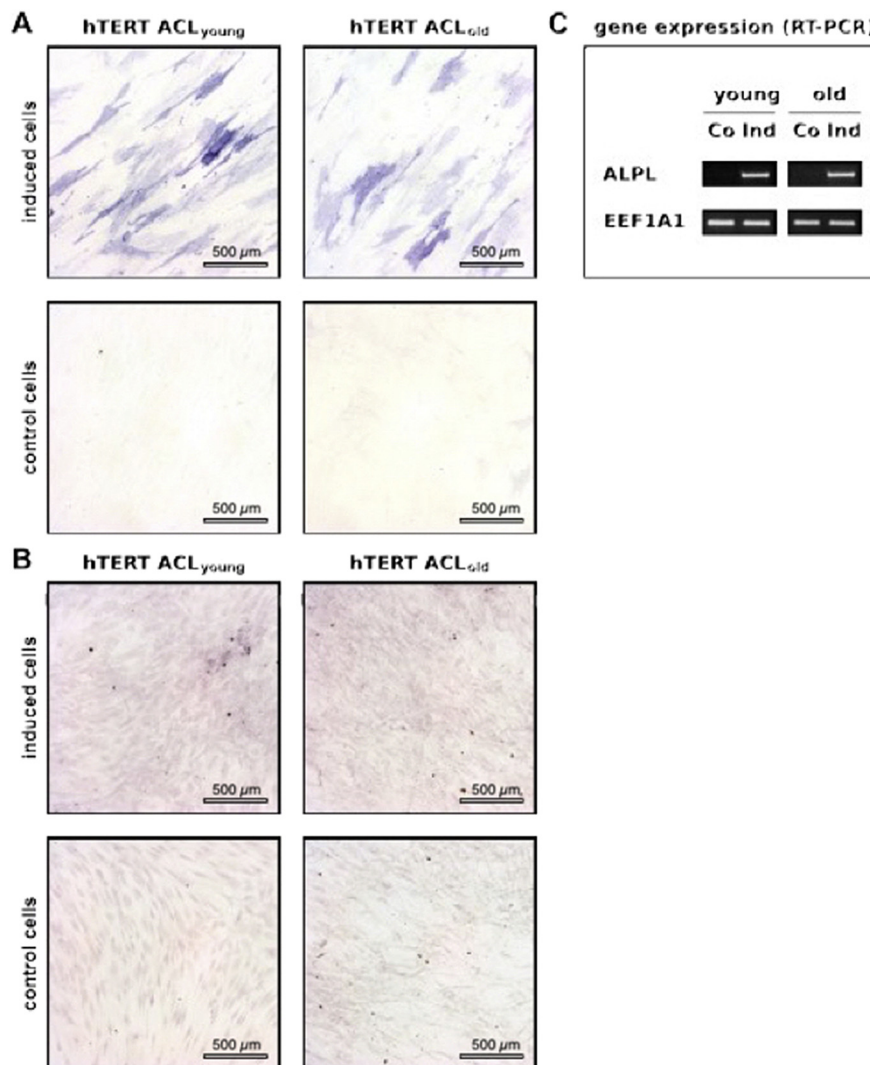 A
hTERT ACLyoung
hTERT ACLold
induced cells
500 µm
500 µm
control cells
500 µm
500 µm
B
hTERT ACLyoung
hTERT ACLold
induced cells
500 µm
500 µm
control cells
500 µm
500 µm
C
gene expression (RT-PCR)
young old
Co Ind Co Ind
ALPL
EEF1A1